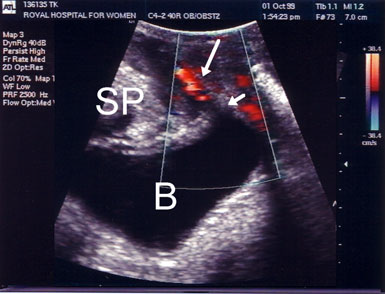 ATL
136135 TK
ROYAL HOSPITAL FOR WOMEN
C4-2 40R OB/OBST2
01 Oct 99
1:54:23 pm
TIb 1.1 MI 1.2
F#73 7.0 cm
Map 3
DynRg 40dB
Persist High
Fr Rate Med
2D Opt:Res
Col 70% Map 1
WF Low
PRF 2500 Hz
Flow Opt:Med V
SP
B
+ 38.4
- 38.4
cm/s